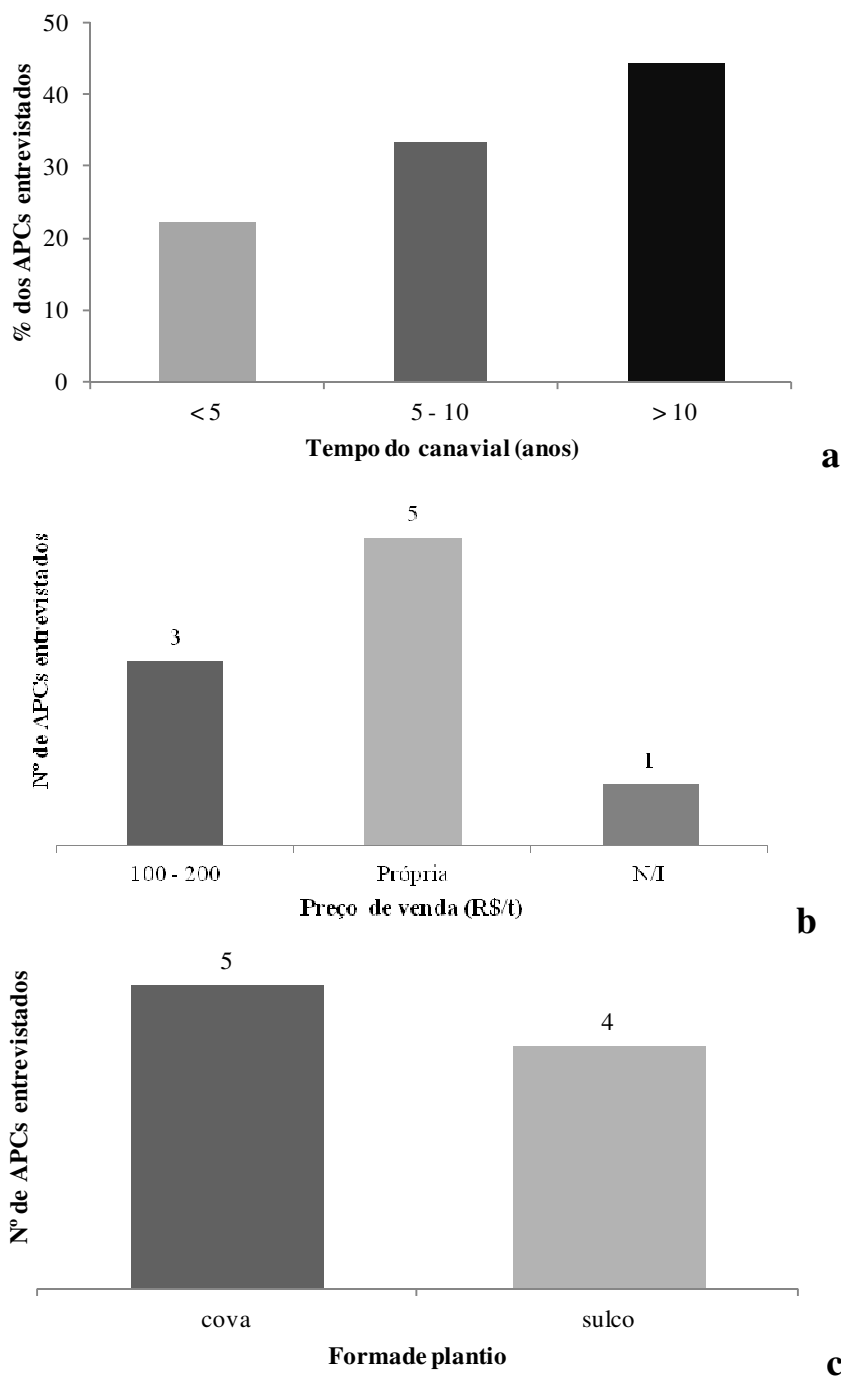 50
40
30
20
10
0
% dos APCs entrevistados
< 5
5 - 10
> 10
Tempo do canavial (anos)
a
5
3
1
Nº de APCs entrevistados
100 - 200
Própria
N/I
Preço de venda (R$/t)
b
5
4
Nº de APCs entrevistados
cova
sulco
Formade plantio
c